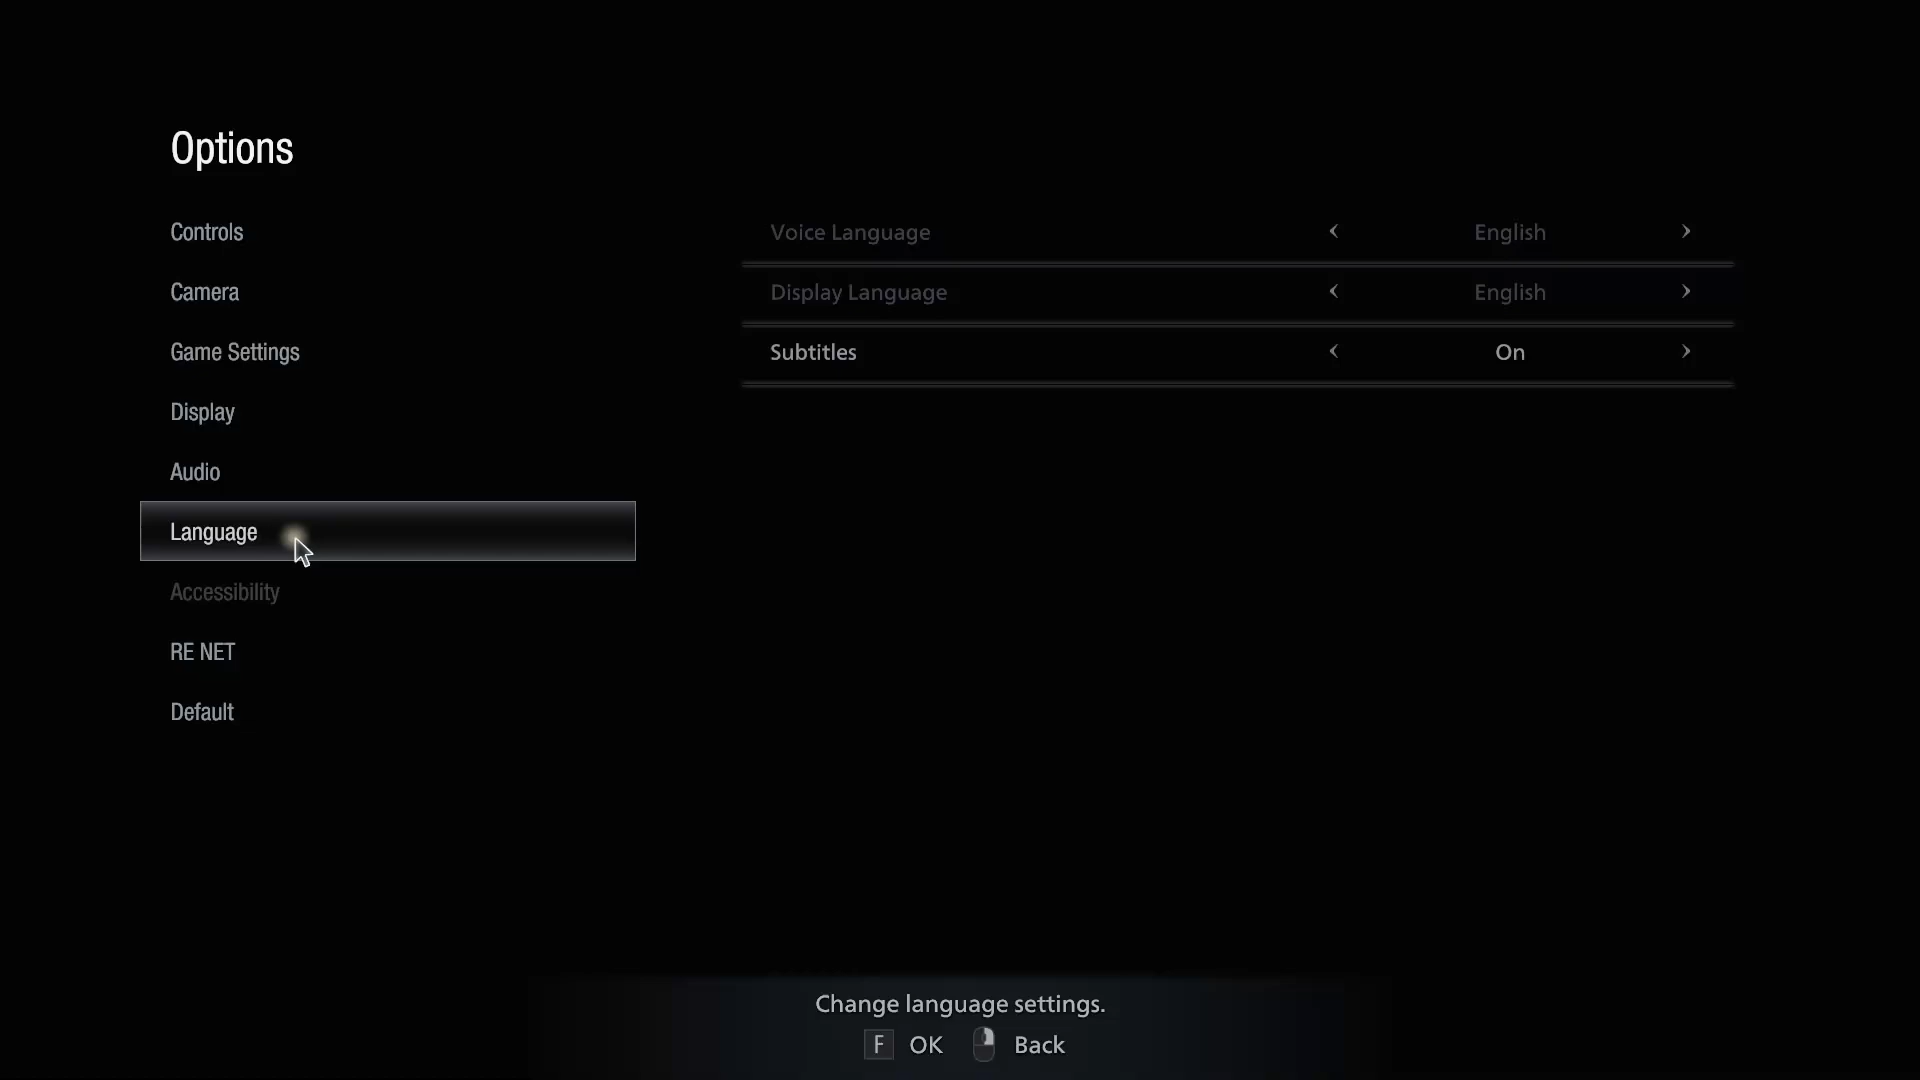 Options
Controls
Camera
Game Settings
Display
Audio
Language
Accessibility
RE NET
Default
Voice Language English
Display Language English
Subtitles On
Change language settings.
F OK Back